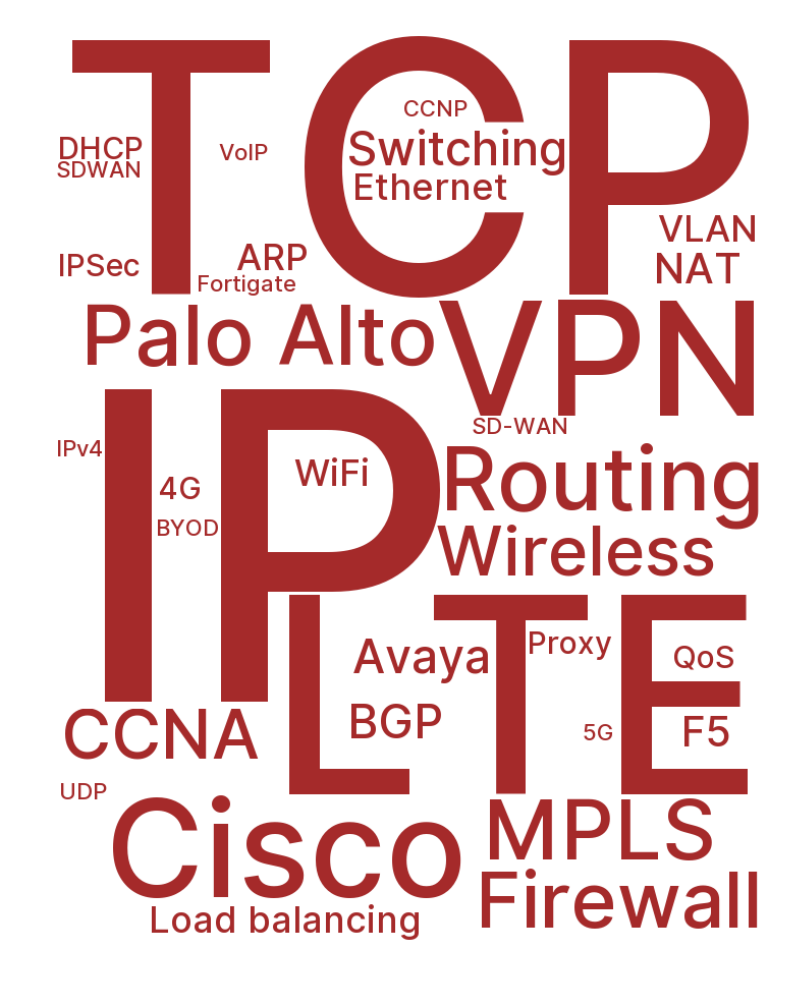 TCP
CCNP
Switching
Ethernet
DHCP
SDWAN
VoIP
IPSec
ARP
Fortigate
VLAN
NAT
Palo Alto
VPN
SD-WAN
IP
IPv4
4G
BYOD
WiFi
Routing
Wireless
LTE
Avaya
Proxy
QoS
BGP
5G
F5
CCNA
UDP
Cisco
MPLS
Firewall
Load balancing